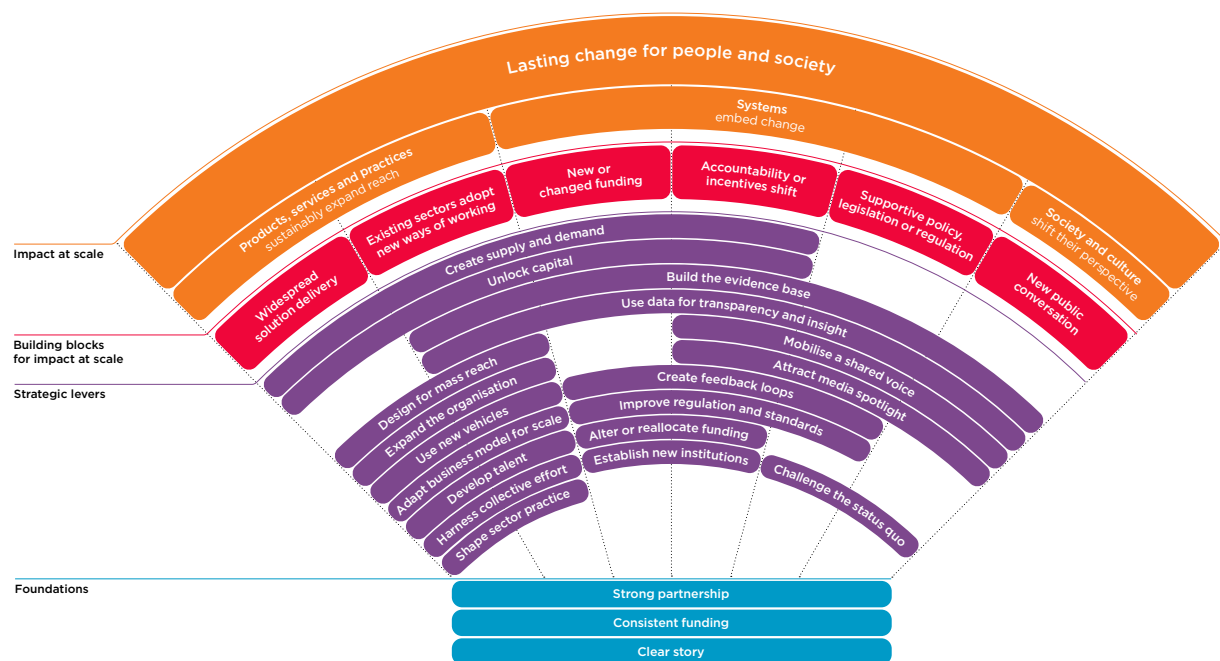 Lasting change for people and society
Systems
embed change
Products, services and practices
sustainably expand reach
Society and culture
shift their perspective
Impact at scale
Widespread
solution delivery
Existing sectors adopt
new ways of working
New or
changed funding
Accountability or
incentives shift
Supportive policy,
legislation or regulation
New public
conversation
Building blocks
for impact at scale
Strategic levers
Create supply and demand
Unlock capital
Build the evidence base
Use data for transparency and insight
Mobilise a shared voice
Attract media spotlight
Design for mass reach
Expand the organisation
Use new vehicles
Adapt business model for scale
Develop talent
Harness collective effort
Shape sector practice
Create feedback loops
Improve regulation and standards
Alter or reallocate funding
Establish new institutions
Challenge the status quo
Foundations
Strong partnership
Consistent funding
Clear story